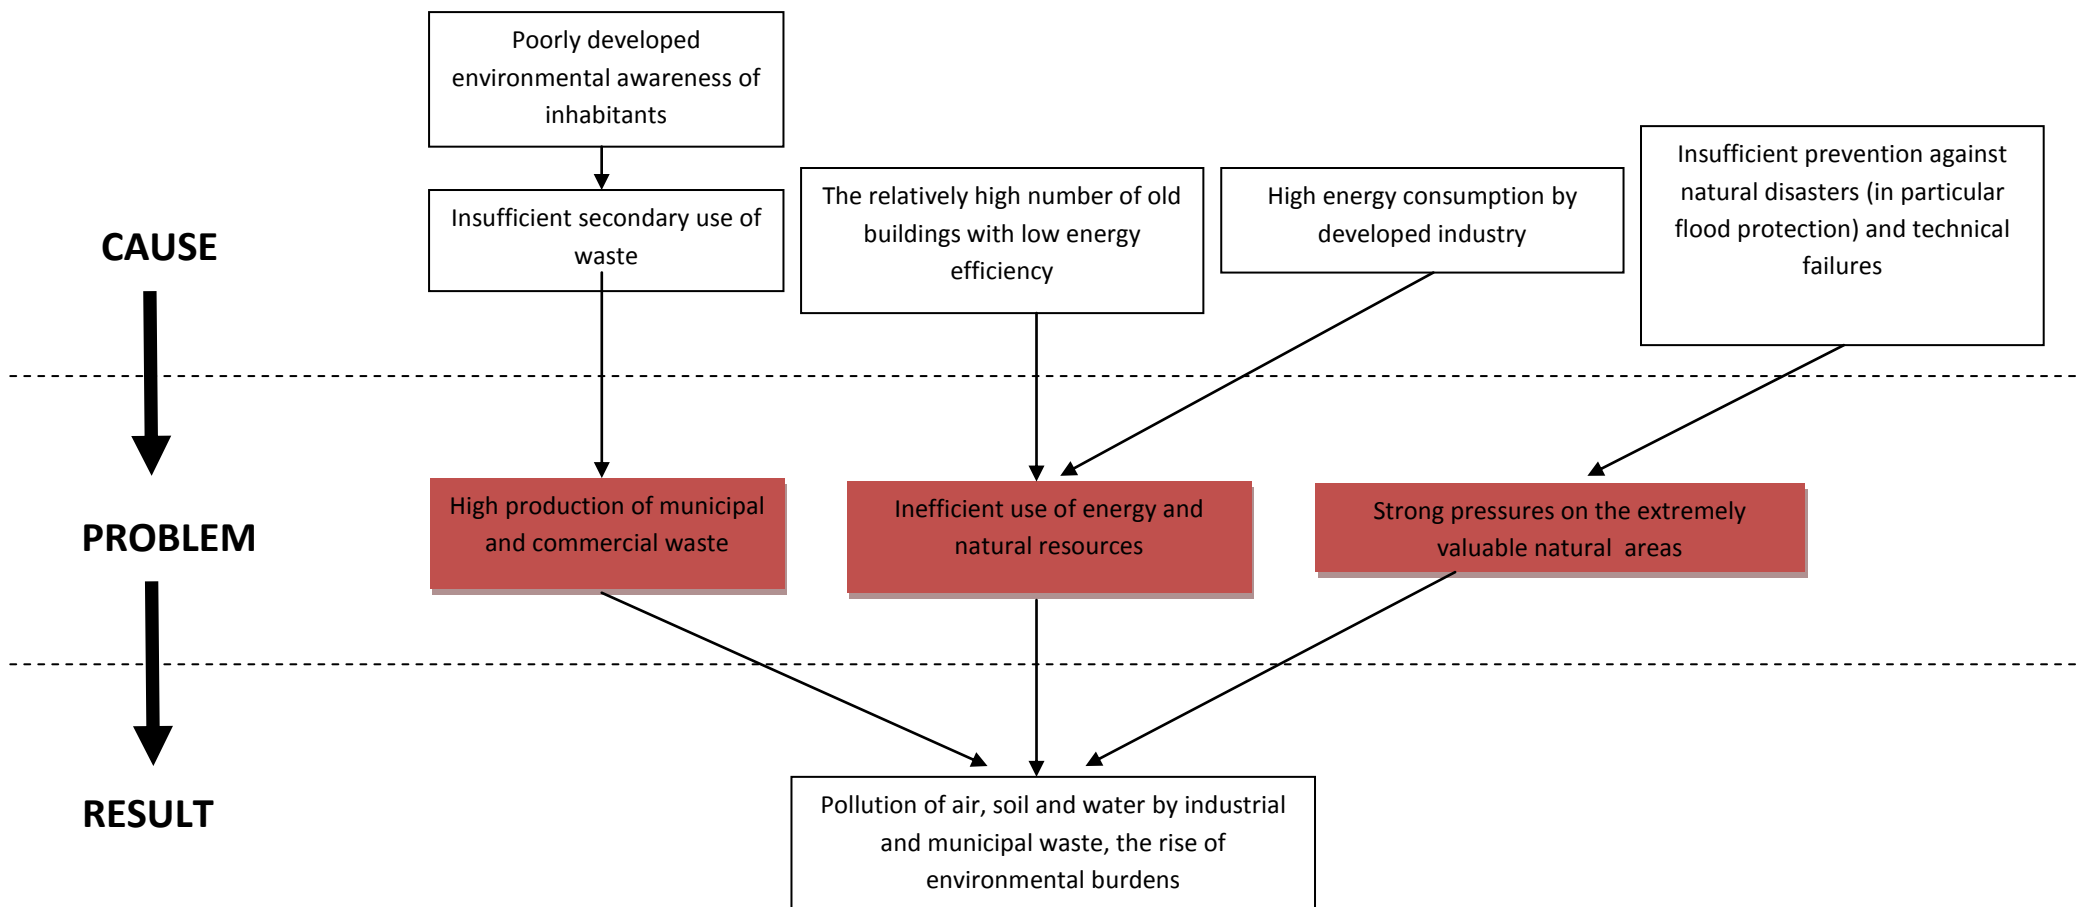 Poorly developed
environmental awareness of
inhabitants
Insufficient secondary use of
waste
The relatively high number of old
buildings with low energy
efficiency
High energy consumption by
developed industry
Insufficient prevention against
natural disasters (in particular
flood protection) and technical
failures
CAUSE
PROBLEM
High production of municipal
and commercial waste
Inefficient use of energy and
natural resources
Strong pressures on the extremely
valuable natural  areas
RESULT
Pollution of air, soil and water by industrial
and municipal waste, the rise of
environmental burdens